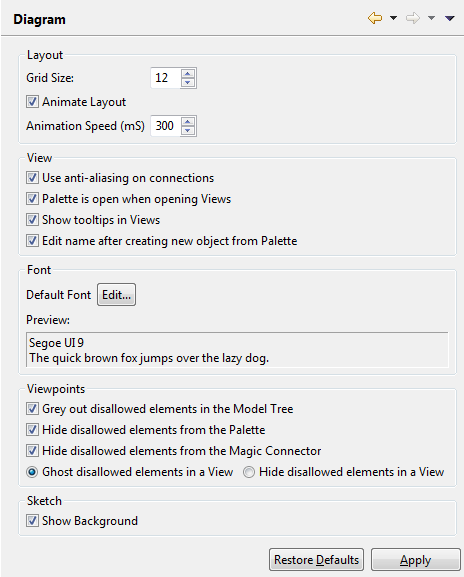 Diagram
Layout
Grid Size: 12
Animate Layout
Animation Speed (mS) 300
View
Use anti-aliasing on connections
Palette is open when opening Views
Show tooltips in Views
Edit name after creating new object from Palette
Font
Default Font Edit...
Preview:
Segoe UI 9
The quick brown fox jumps over the lazy dog.
Viewpoints
Grey out disallowed elements in the Model Tree
Hide disallowed elements from the Palette
Hide disallowed elements from the Magic Connector
Ghost disallowed elements in a View Hide disallowed elements in a View
Sketch
Show Background
Restore Defaults Apply